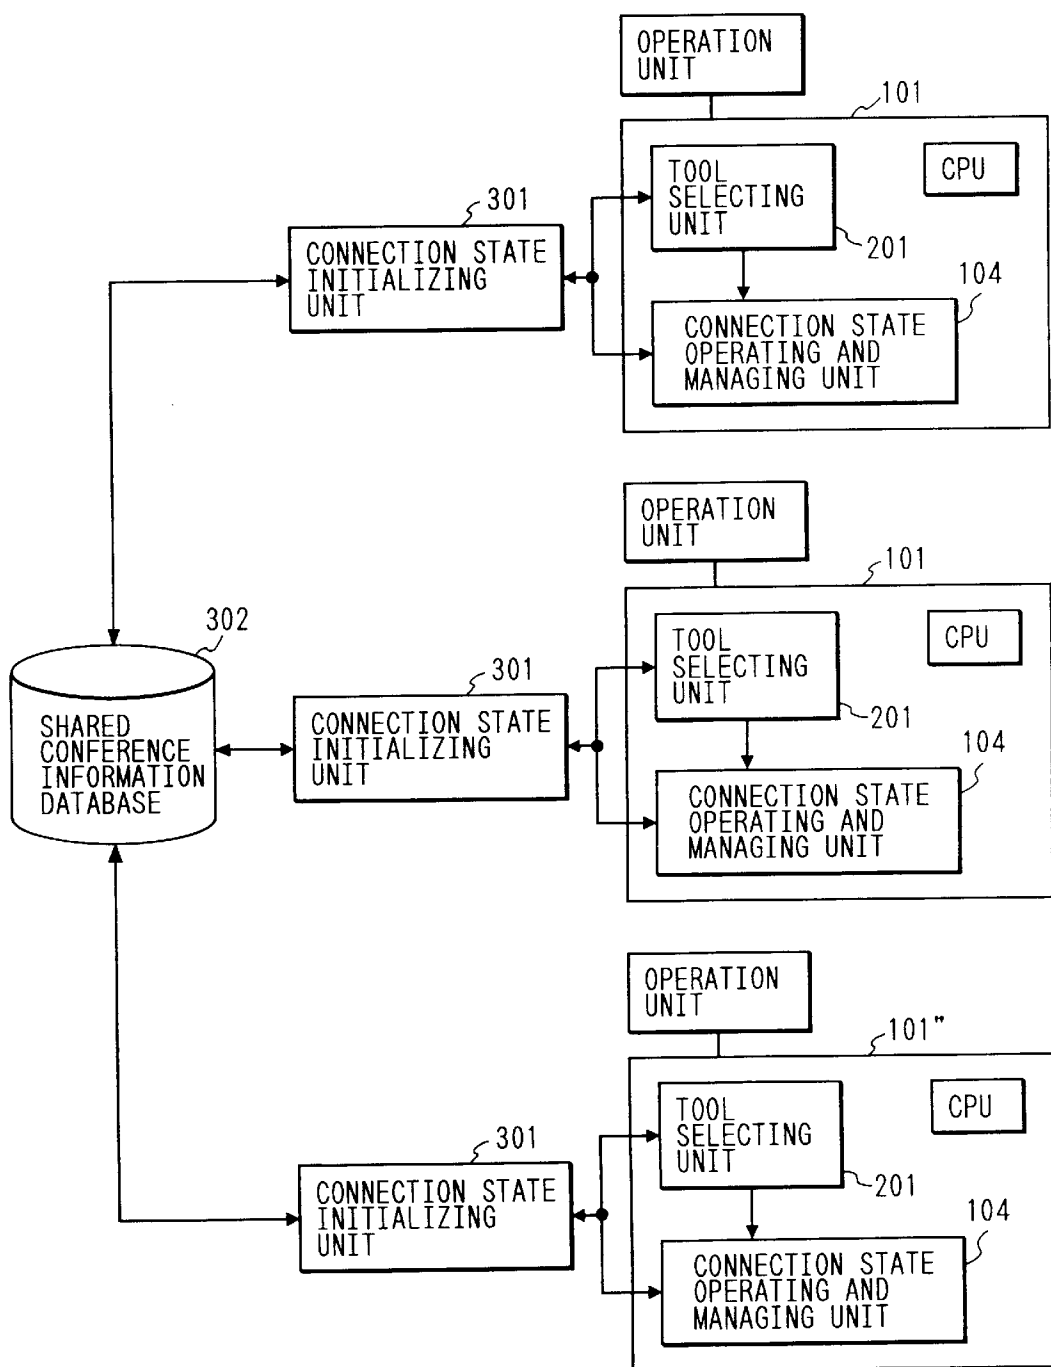 OPERATION
UNIT
101
TOOL
SELECTING
UNIT
CPU
201
301
CONNECTION STATE
INITIALIZING
UNIT
104
CONNECTION STATE
OPERATING AND
MANAGING UNIT
OPERATION
UNIT
101
TOOL
SELECTING
UNIT
CPU
201
302
SHARED
CONFERENCE
INFORMATION
DATABASE
301
CONNECTION STATE
INITIALIZING
UNIT
104
CONNECTION STATE
OPERATING AND
MANAGING UNIT
OPERATION
UNIT
101"
TOOL
SELECTING
UNIT
CPU
201
301
CONNECTION STATE
INITIALIZING
UNIT
104
CONNECTION STATE
OPERATING AND
MANAGING UNIT